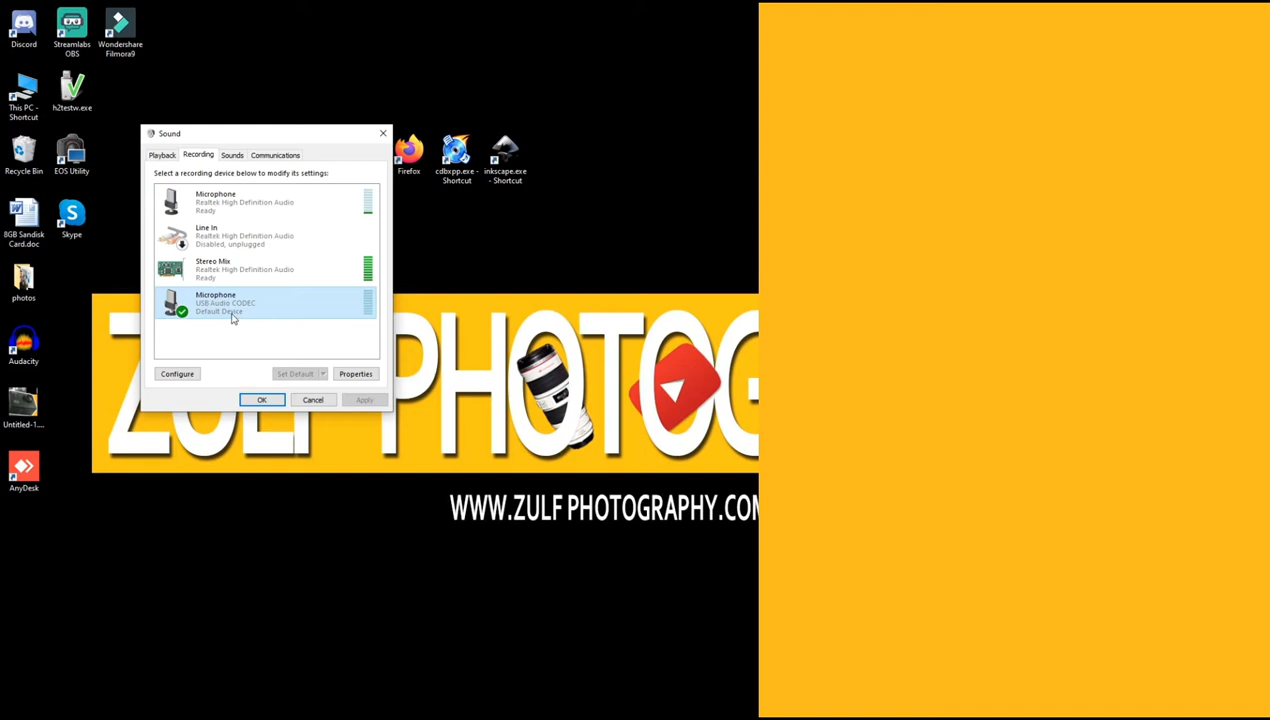 Discord
Streamlabs
OBS
Wondershare
Filmora9
This PC -
Shortcut
h2testw.exe
Recycle Bin
EOS Utility
8GB Sandisk
Card.doc
Skype
photos
Audacity
Untitled-1....
AnyDesk
Firefox
cdbxpp.exe -
Shortcut
inkscape.exe
- Shortcut
Sound
Playback
Recording
Sounds
Communications
Select a recording device below to modify its settings:
Microphone
Realtek High Definition Audio
Ready
Line In
Realtek High Definition Audio
Disabled, unplugged
Stereo Mix
Realtek High Definition Audio
Ready
Microphone
USB Audio CODEC
Default Device
Configure
Set Default
Properties
OK
Cancel
Apply
ZULF PHOTOG
WWW.ZULFPHOTOGRAPHY.COM